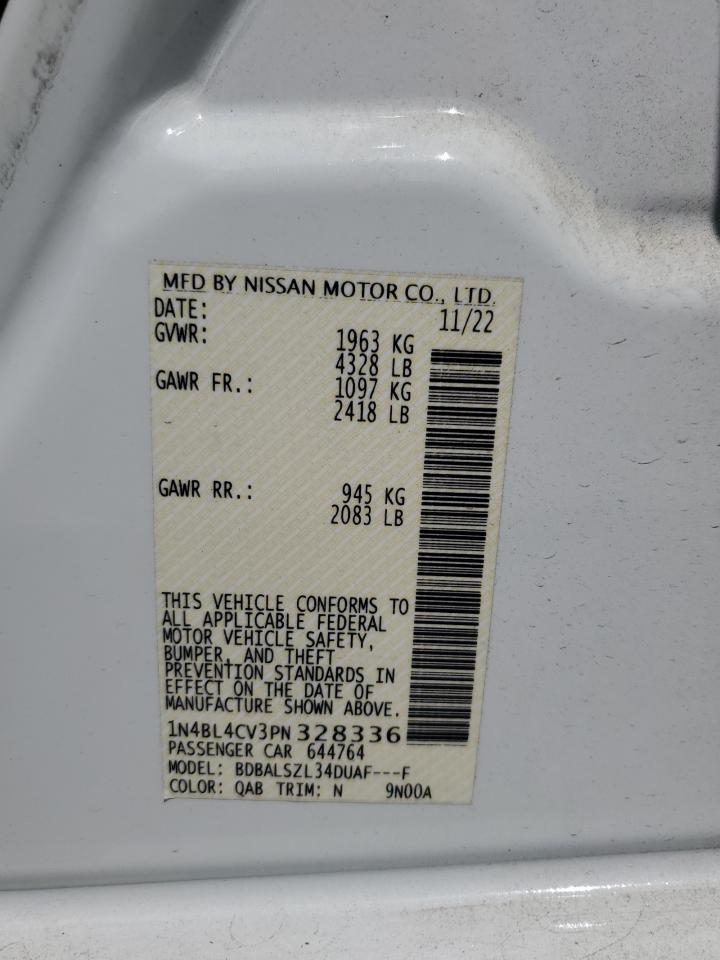 MFD BY NISSAN MOTOR CO., LTD.
DATE: 11/22
GVWR: 1963 KG
4328 LB
GAWR FR.: 1097 KG
2418 LB
GAWR RR.: 945 KG
2083 LB
THIS VEHICLE CONFORMS TO
ALL APPLICABLE FEDERAL
MOTOR VEHICLE SAFETY,
BUMPER, AND THEFT
PREVENTION STANDARDS IN
EFFECT ON THE DATE OF
MANUFACTURE SHOWN ABOVE.
1N4BL4CV3PN328336
PASSENGER CAR 644764
MODEL: BDBALSZL34DUAF---F
COLOR: QAB TRIM: N 9N00A